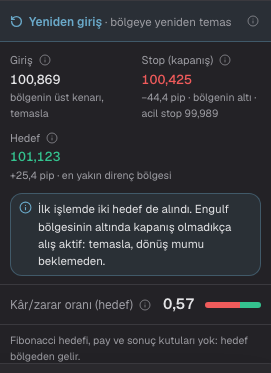 Yeniden giriş · bölgeye yeniden temas
Giriş Stop (kapanış)
100,869 100,425
bölgenin üst kenarı, −44,4 pip · bölgenin altı ·
temasla acil stop 99,989
Hedef
101,123
+25,4 pip · en yakın direnç bölgesi
İlk işlemde iki hedef de alındı. Engulf
bölgesinin altında kapanış olmadıkça
alış aktif: temasla, dönüş mumu
beklemeden.
Kâr/zarar oranı (hedef) 0,57
Fibonacci hedefi, pay ve sonuç kutuları yok: hedef
bölgeden gelir.